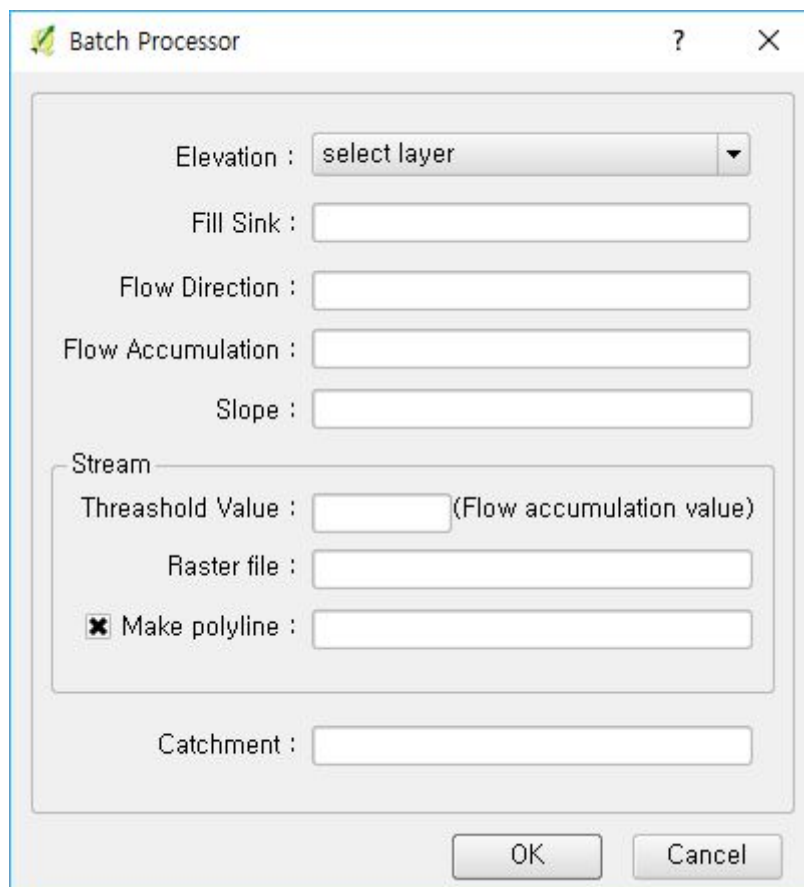 Batch Processor ?
Elevation : select layer
Fill Sink :
Flow Direction :
Flow Accumulation :
Slope :
Stream
Threashold Value : (Flow accumulation value)
Raster file :
Make polyline :
Catchment :
OK Cancel